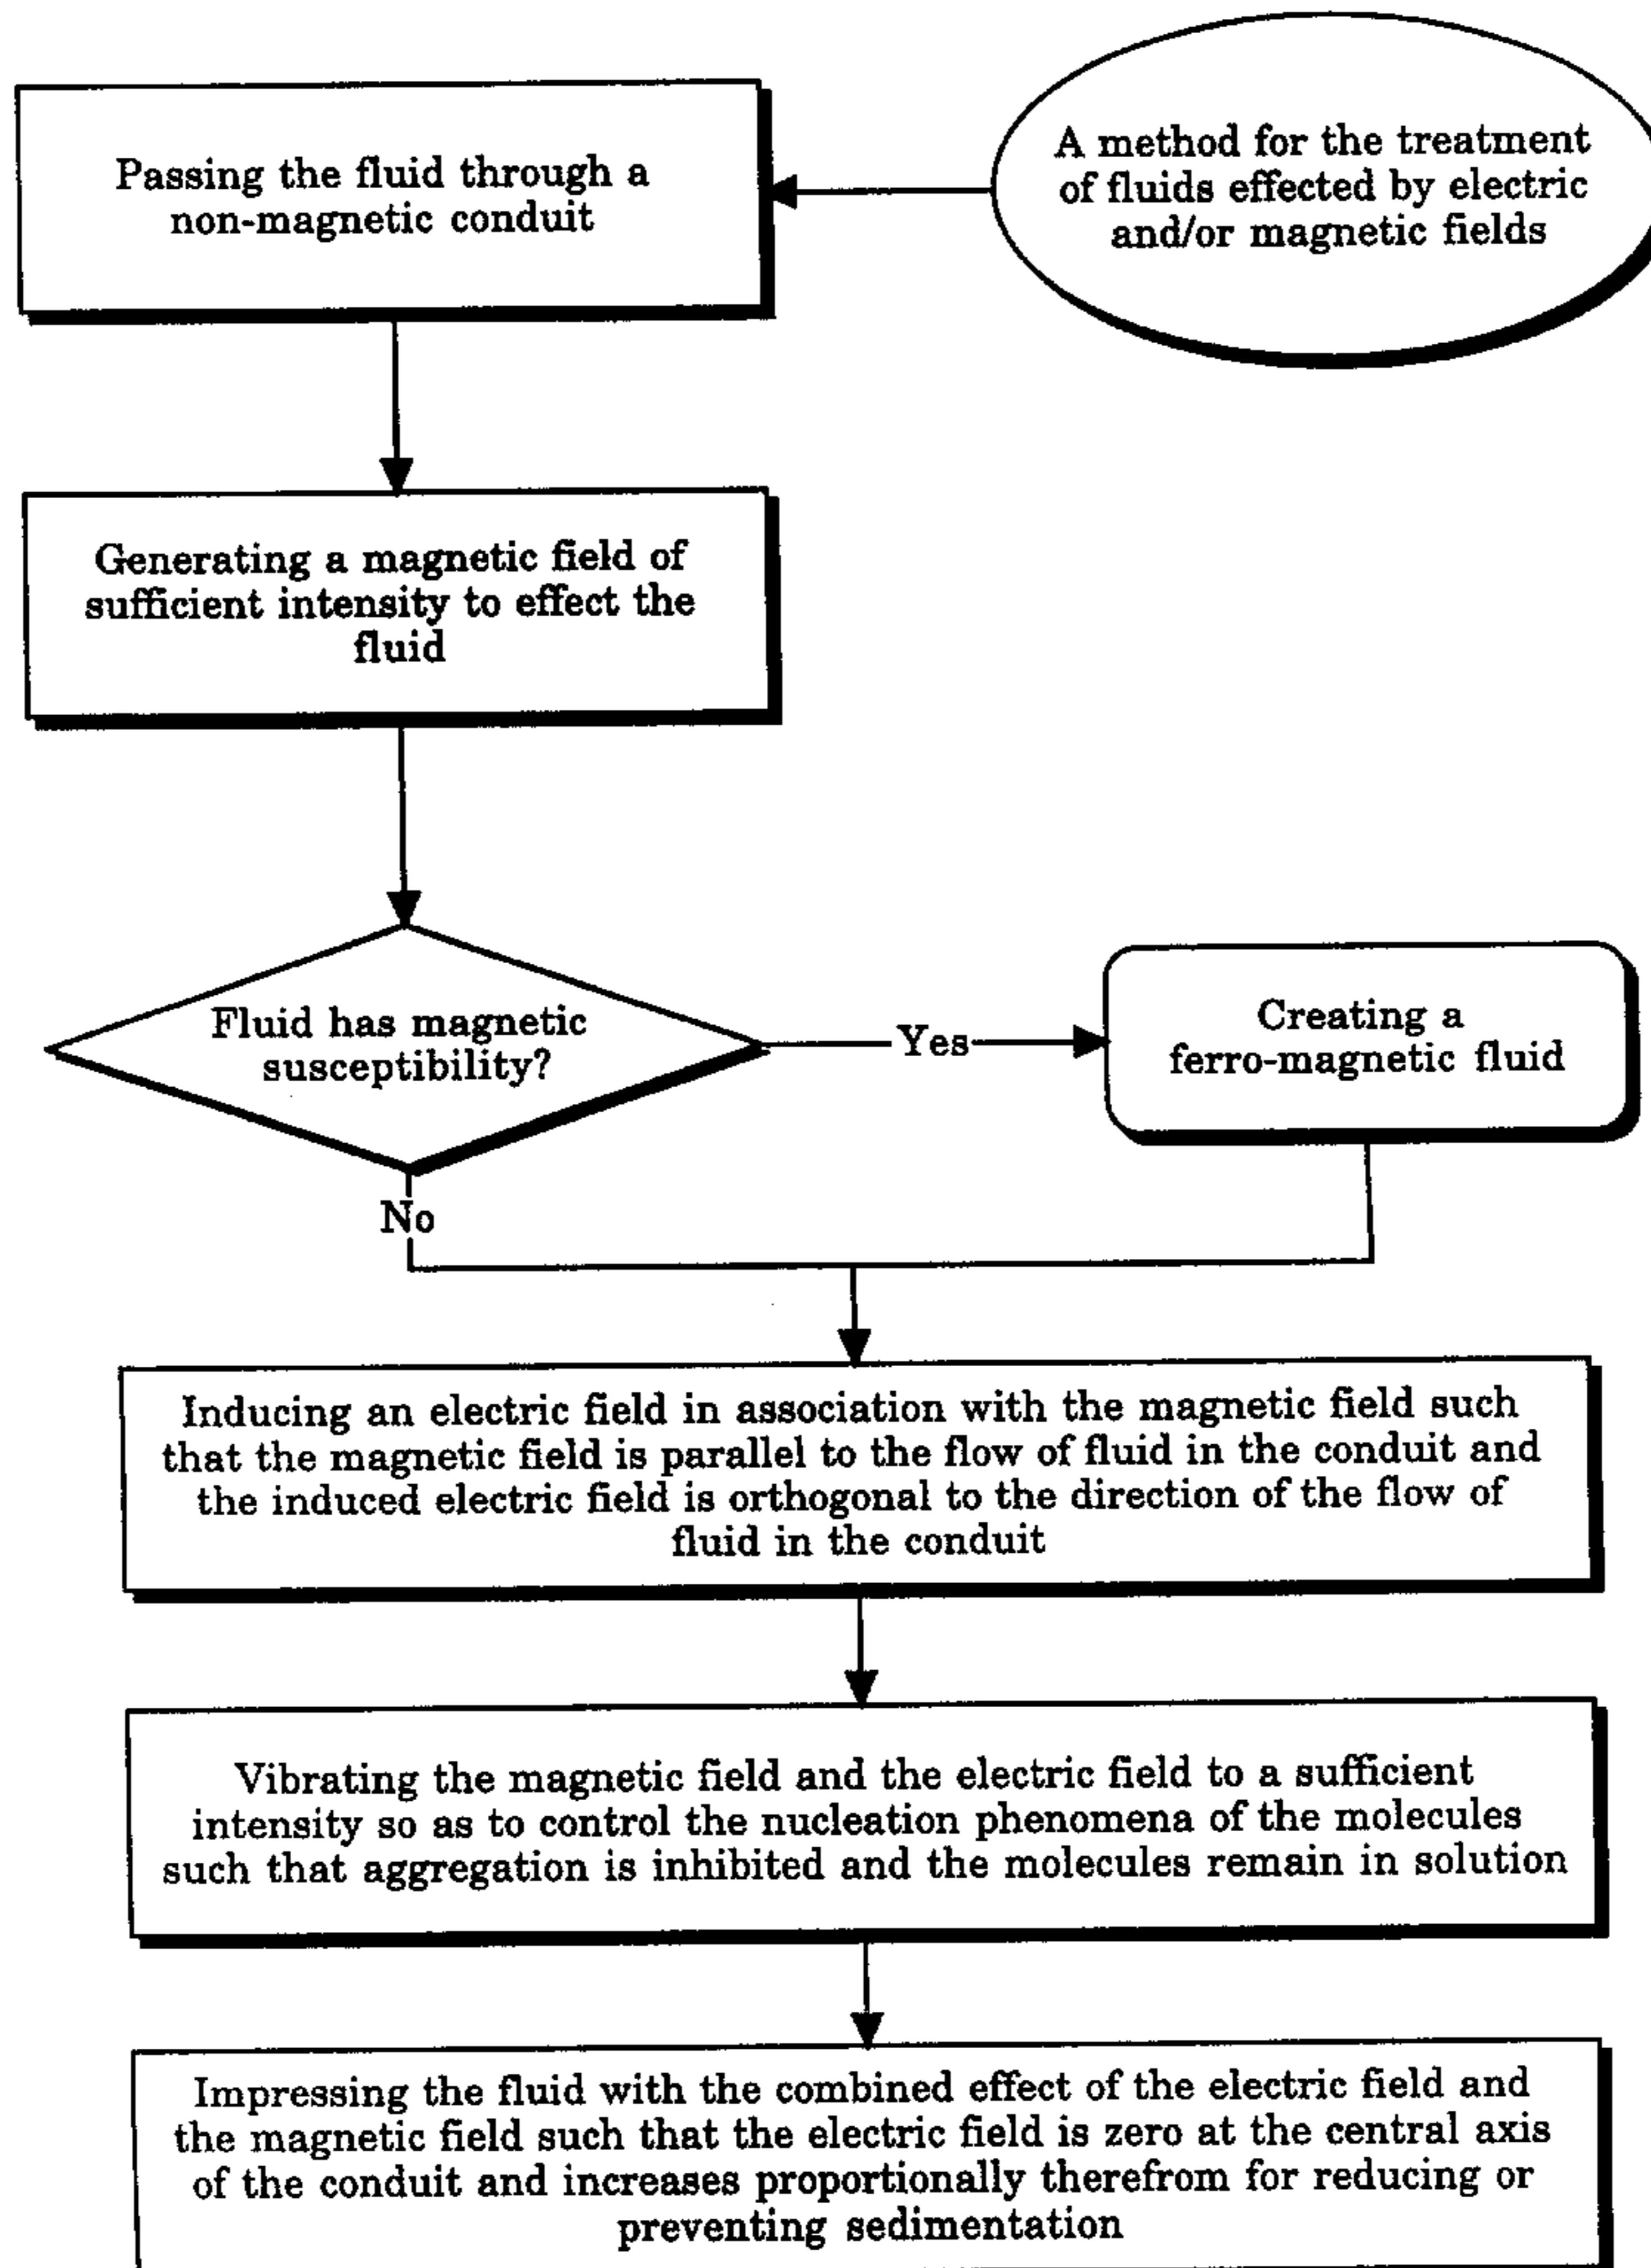 A method for the treatment
of fluids effected by electric
and/or magnetic fields
Passing the fluid through a
non-magnetic conduit
Generating a magnetic field of
sufficient intensity to effect the
fluid
Fluid has magnetic
susceptibility?
Yes
Creating a
ferro-magnetic fluid
No
Inducing an electric field in association with the magnetic field such
that the magnetic field is parallel to the flow of fluid in the conduit and
the induced electric field is orthogonal to the direction of the flow of
fluid in the conduit
Vibrating the magnetic field and the electric field to a sufficient
intensity so as to control the nucleation phenomena of the molecules
such that aggregation is inhibited and the molecules remain in solution
Impressing the fluid with the combined effect of the electric field and
the magnetic field such that the electric field is zero at the central axis
of the conduit and increases proportionally therefrom for reducing or
preventing sedimentation